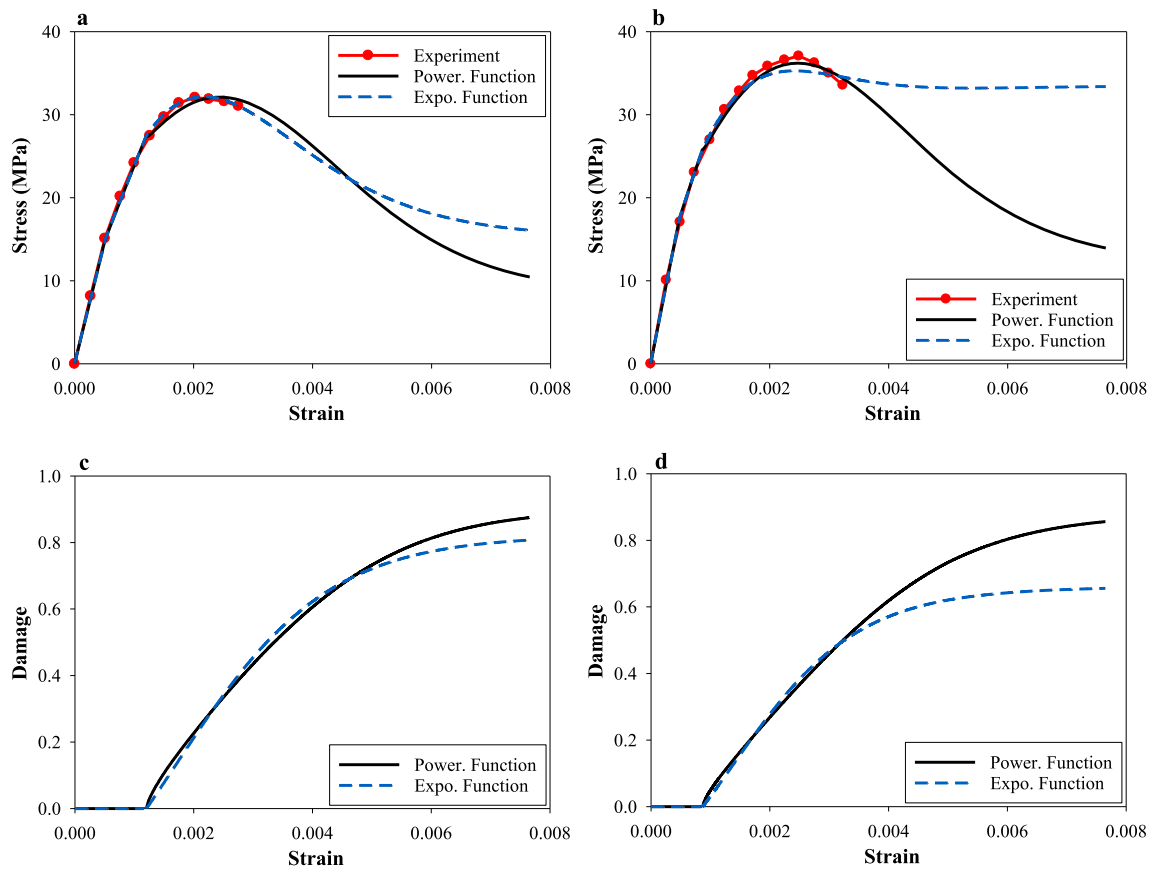 a
40
30
20
10
0
Stress (MPa)
0.000
0.002
0.004
0.006
0.008
Strain
Experiment
Power. Function
Expo. Function
b
40
30
20
10
0
Stress (MPa)
0.000
0.002
0.004
0.006
0.008
Strain
Experiment
Power. Function
Expo. Function
c
1.0
0.8
0.6
0.4
0.2
0.0
Damage
0.000
0.002
0.004
0.006
0.008
Strain
Power. Function
Expo. Function
d
1.0
0.8
0.6
0.4
0.2
0.0
Damage
0.000
0.002
0.004
0.006
0.008
Strain
Power. Function
Expo. Function